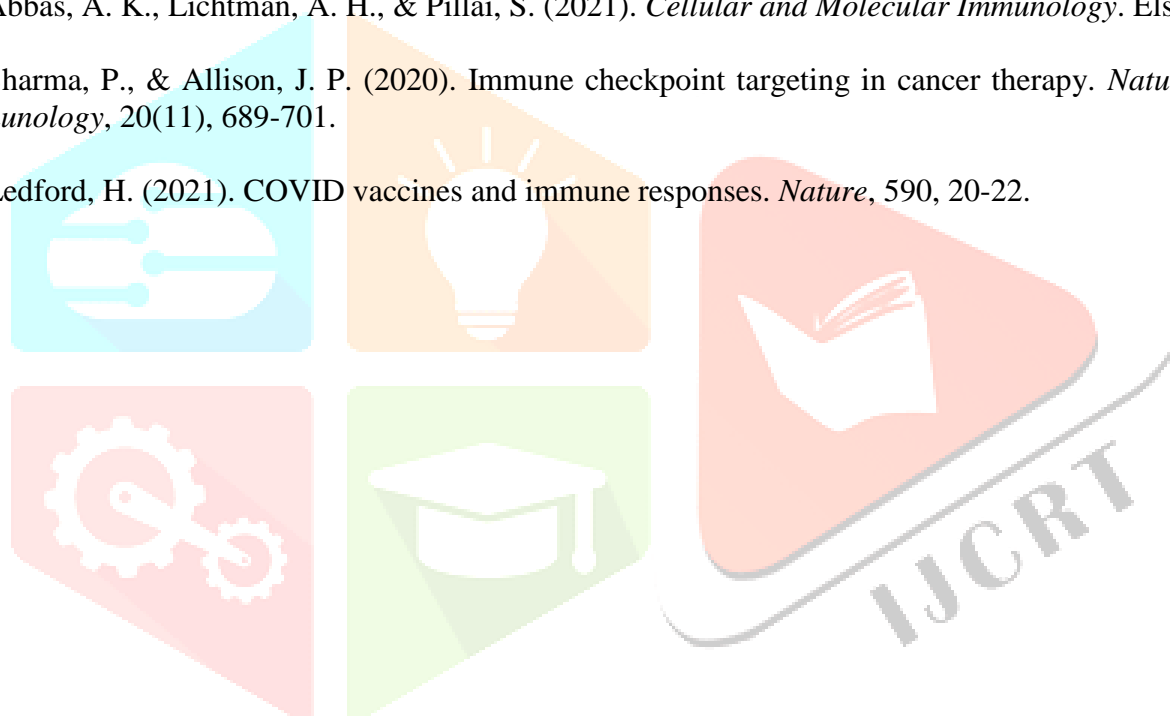 Abbas, A. K., Lichtman, A. H., & Pillai, S. (2021). Cellular and Molecular Immunology. Els
harma, P., & Allison, J. P. (2020). Immune checkpoint targeting in cancer therapy. Natu
unology, 20(11), 689-701.
Ledford, H. (2021). COVID vaccines and immune responses. Nature, 590, 20-22.
IJCRT